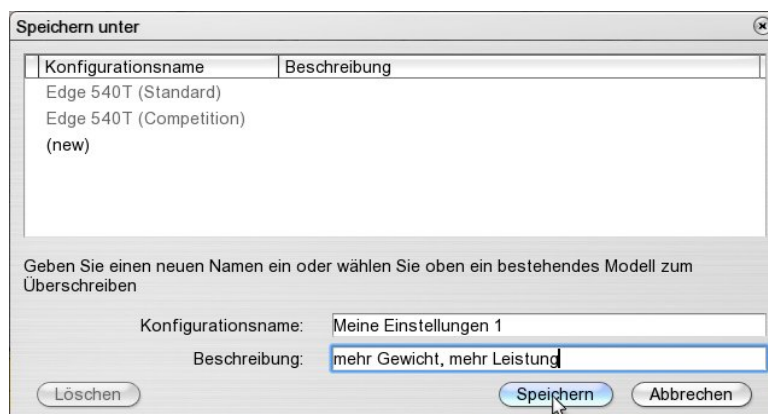 Speichern unter
Konfigurationsname Beschreibung
Edge 540T (Standard)
Edge 540T (Competition)
(new)
Geben Sie einen neuen Namen ein oder wählen Sie oben ein bestehendes Modell zum
Überschreiben
Konfigurationsname: Meine Einstellungen 1
Beschreibung: mehr Gewicht, mehr Leistung
Löschen Speichern Abbrechen